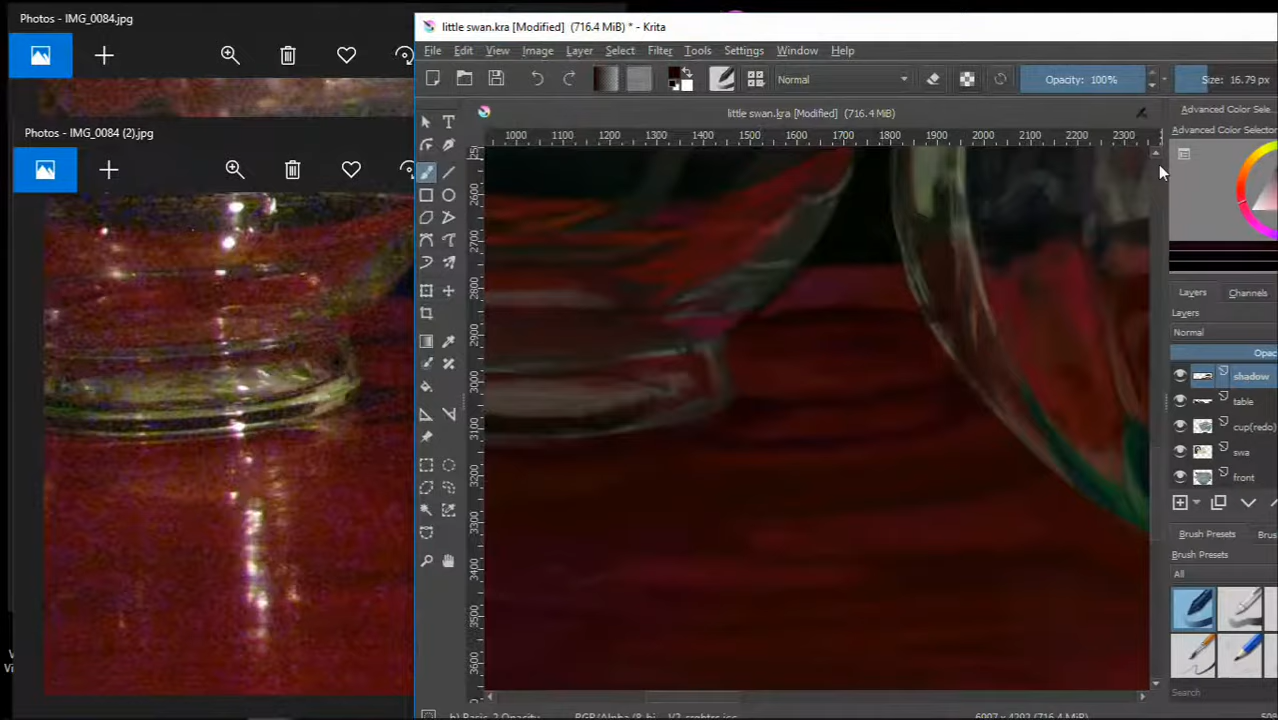 Photos - IMG_0084.jpg
little swan.kra [Modified] (716.4 MiB) * - Krita
File Edit View Image Layer Select Filter Tools Settings Window Help
Normal
Opacity: 100%
Size: 16.79 px
little swan.kra [Modified] (716.4 MiB)
Advanced Color Sele
Advanced Color Selector
Photos - IMG_0084 (2).jpg
1000 1100 1200 1300 1400 1500 1600 1700 1800 1900 2000 2100 2200 2300
2600
2700
2800
2900
3000
3100
3200
3300
3400
3500
3600
Layers Channels
Layers
Normal
Opac
shadow
table
cup(redo)
swa
front
Brush Presets Brus
Brush Presets
All
Search